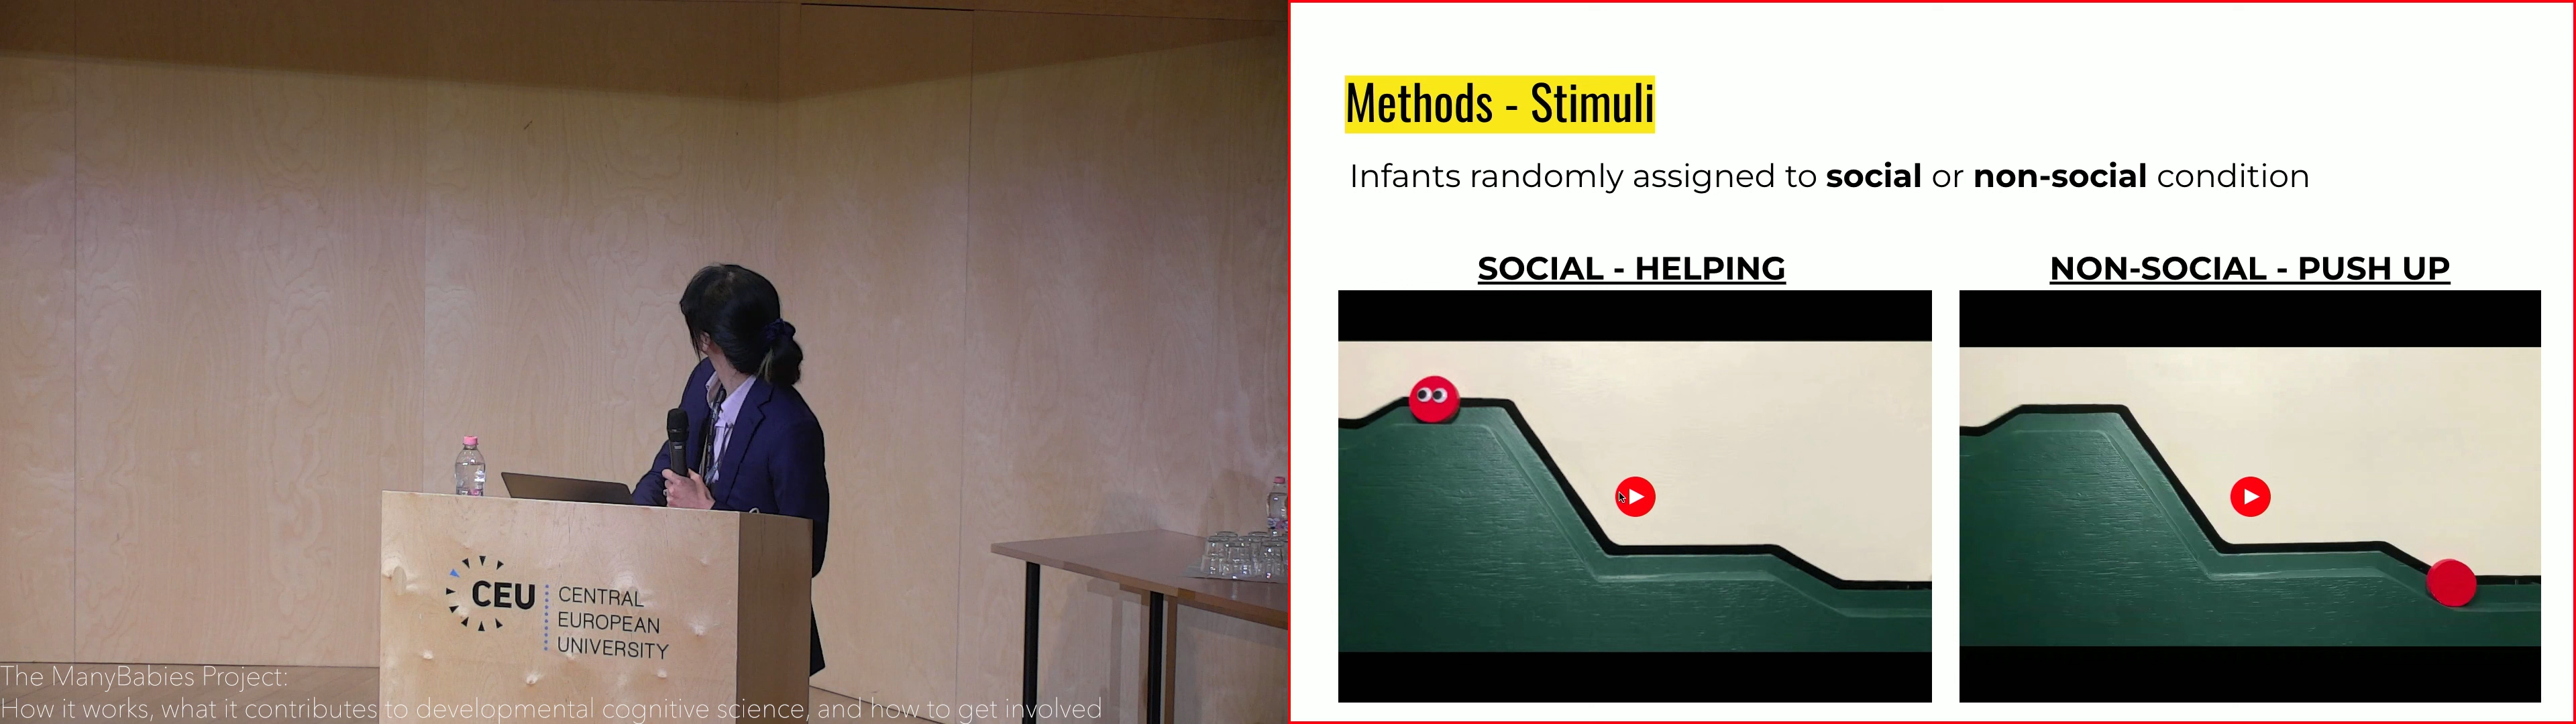 CEU
CENTRAL
EUROPEAN
UNIVERSITY
The ManyBabies Project:
How it works, what it contributes to developmental cognitive science, and how to get involved
Methods - Stimuli
Infants randomly assigned to social or non-social condition
SOCIAL - HELPING
NON-SOCIAL - PUSH UP